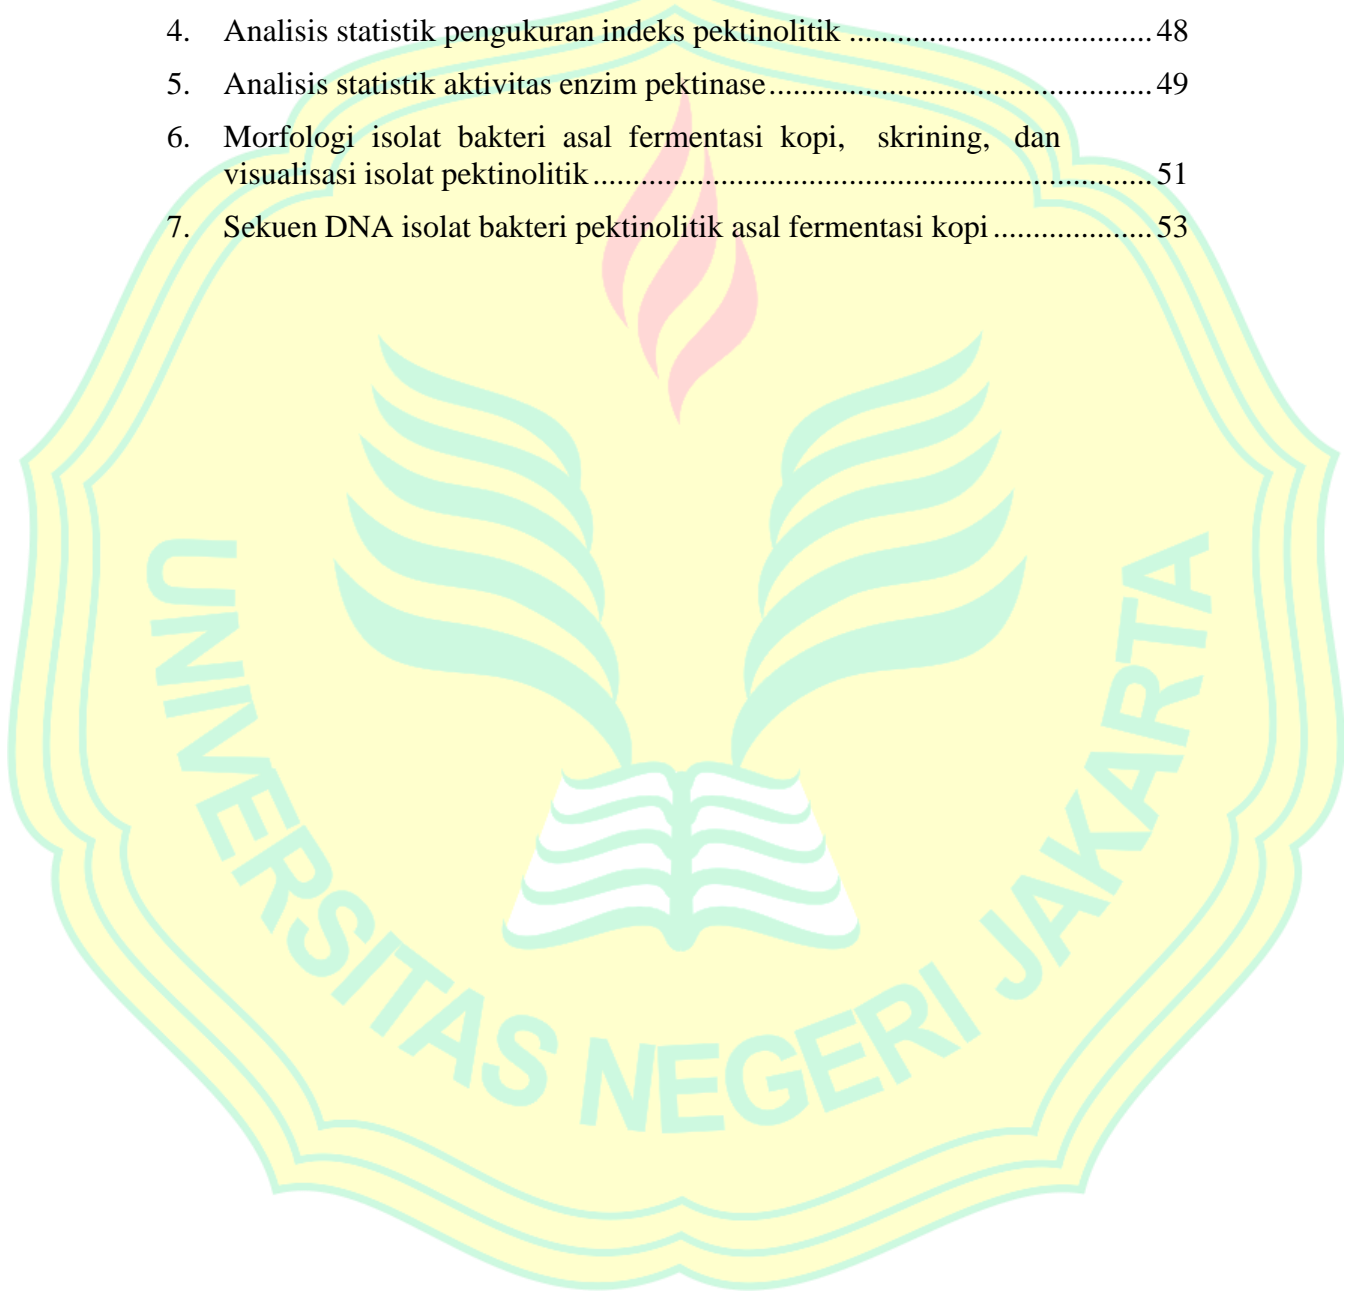 4. Analisis statistik pengukuran indeks pektinolitik ...................................... 48
5. Analisis statistik aktivitas enzim pektinase ................................................ 49
6. Morfologi isolat bakteri asal fermentasi kopi, skrining, dan
visualisasi isolat pektinolitik ...................................................................... 51
7. Sekuen DNA isolat bakteri pektinolitik asal fermentasi kopi .................... 53
UNIVERSITAS NEGERI JAKARTA